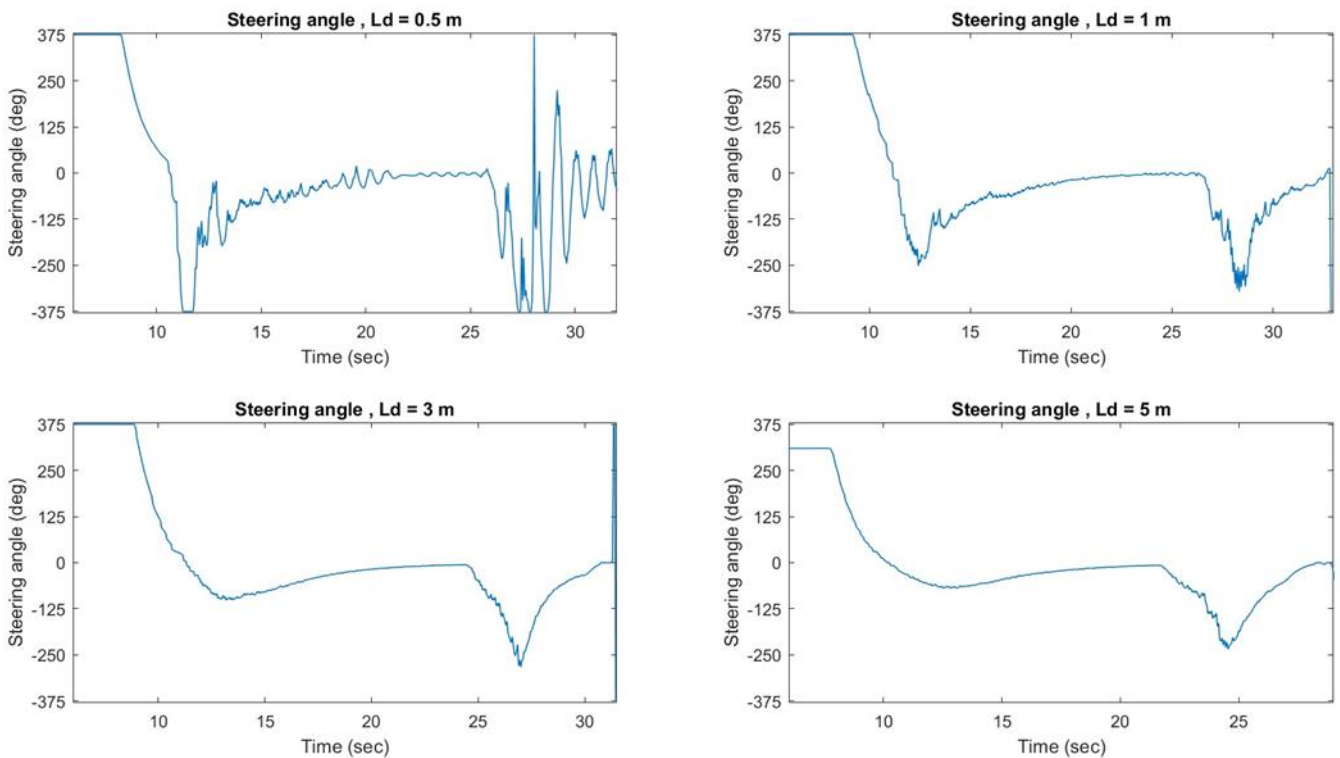 Steering angle , Ld = 0.5 m
Steering angle (deg)
375
250
125
0
-125
-250
-375
10 15 20 25 30
Time (sec)
Steering angle , Ld = 1 m
Steering angle (deg)
375
250
125
0
-125
-250
-375
10 15 20 25 30
Time (sec)
Steering angle , Ld = 3 m
Steering angle (deg)
375
250
125
0
-125
-250
-375
10 15 20 25 30
Time (sec)
Steering angle , Ld = 5 m
Steering angle (deg)
375
250
125
0
-125
-250
-375
10 15 20 25
Time (sec)